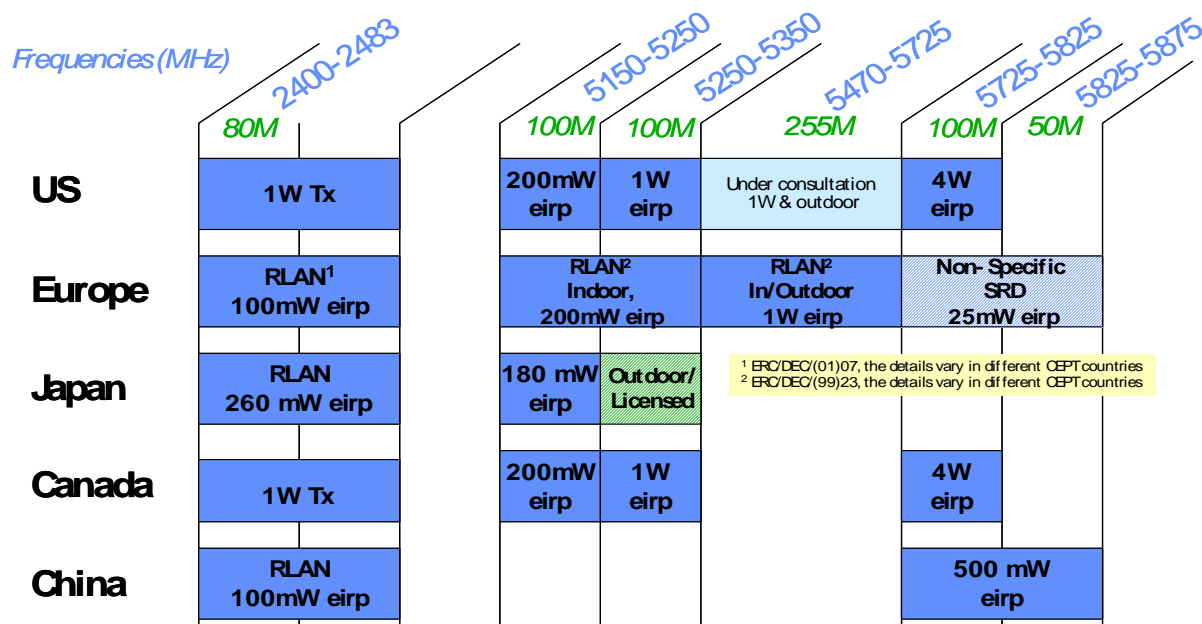 Frequencies (MHz)
2400-2483
5150-5250
5250-5350
5470-5725
5725-5825
5825-5875
80M
100M
100M
255M
100M
50M
US
1W Tx
200mW
eirp
1W
eirp
Under consultation
1W & outdoor
4W
eirp
Europe
RLAN¹
100mW eirp
RLAN²
Indoor,
200mW eirp
RLAN²
In/Outdoor
1W eirp
Non-Specific
SRD
25mW eirp
Japan
RLAN
260 mW eirp
180 mW
eirp
Outdoor/
Licensed
¹ ERC/DEC/(01)07, the details vary in different CEPT countries
² ERC/DEC/(99)23, the details vary in different CEPT countries
Canada
1W Tx
200mW
eirp
1W
eirp
4W
eirp
China
RLAN
100mW eirp
500 mW
eirp